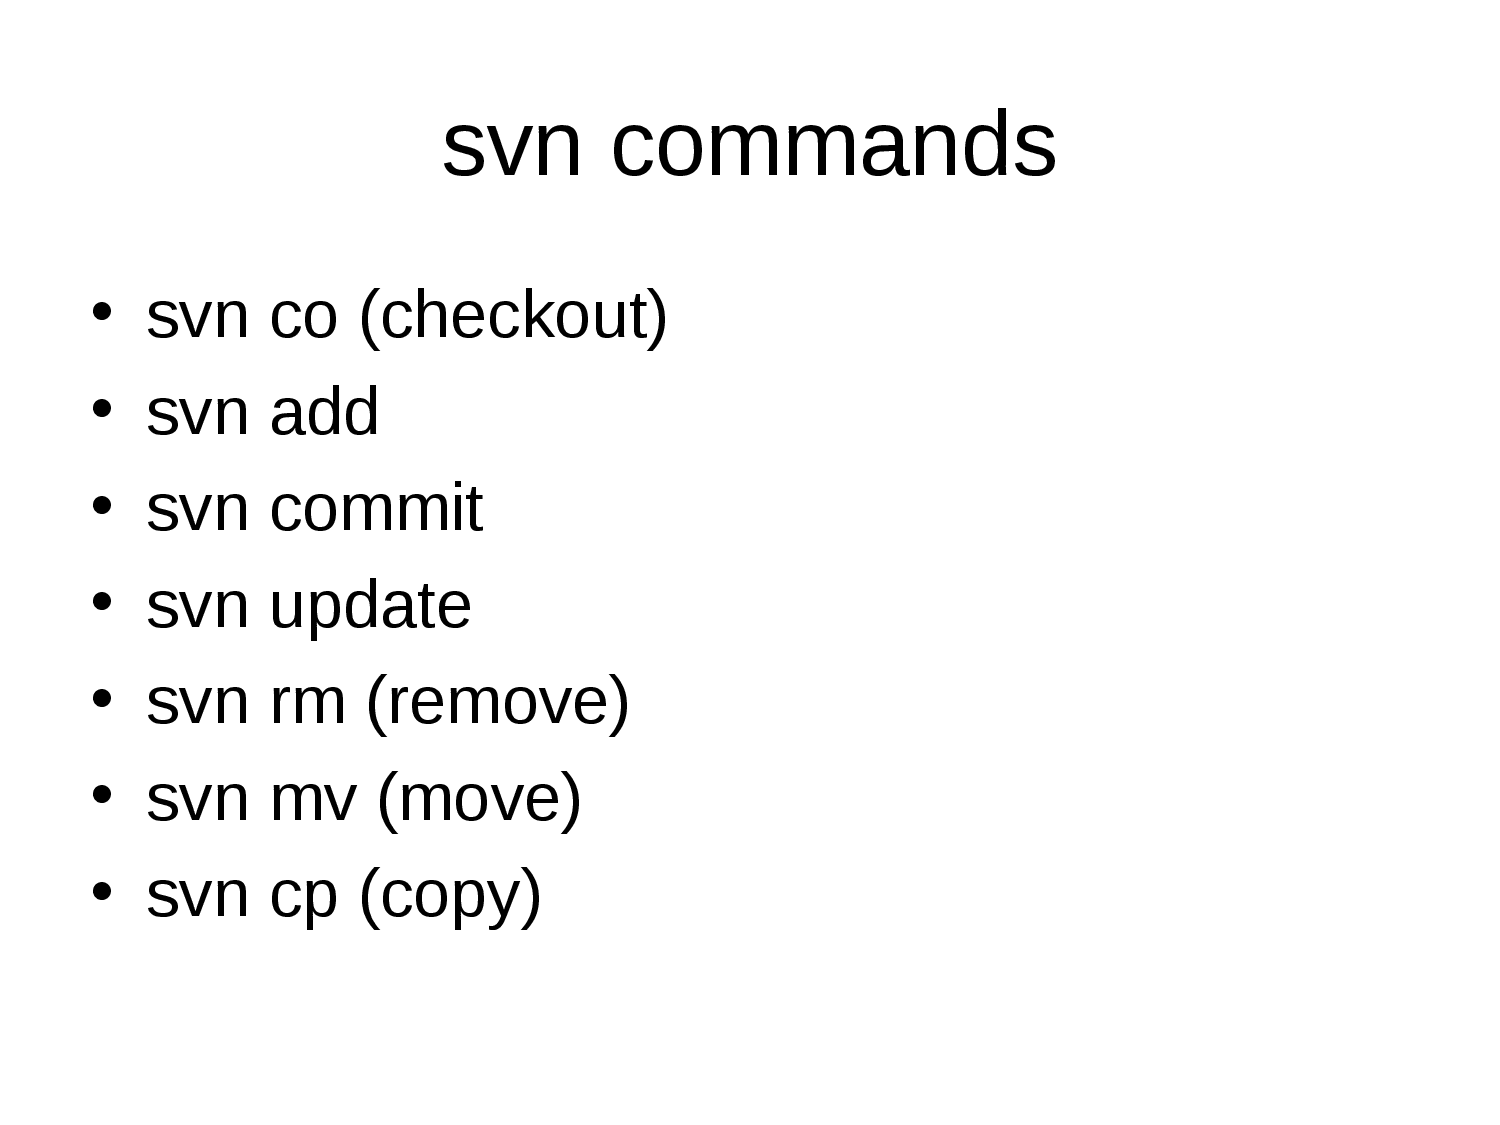 svn commands
• svn co (checkout)
• svn add
• svn commit
• svn update
• svn rm (remove)
• svn mv (move)
• svn cp (copy)